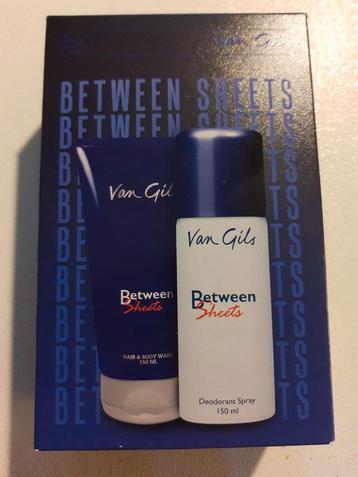 Van Gils
BETWEEN SHEETS
BETWEEN SHEETS
Van Gil
Between
Sheets
HAIR & BODY WASH
150 ML
Van Gils
Between
Sheets
Deodorant Spray
150 ml